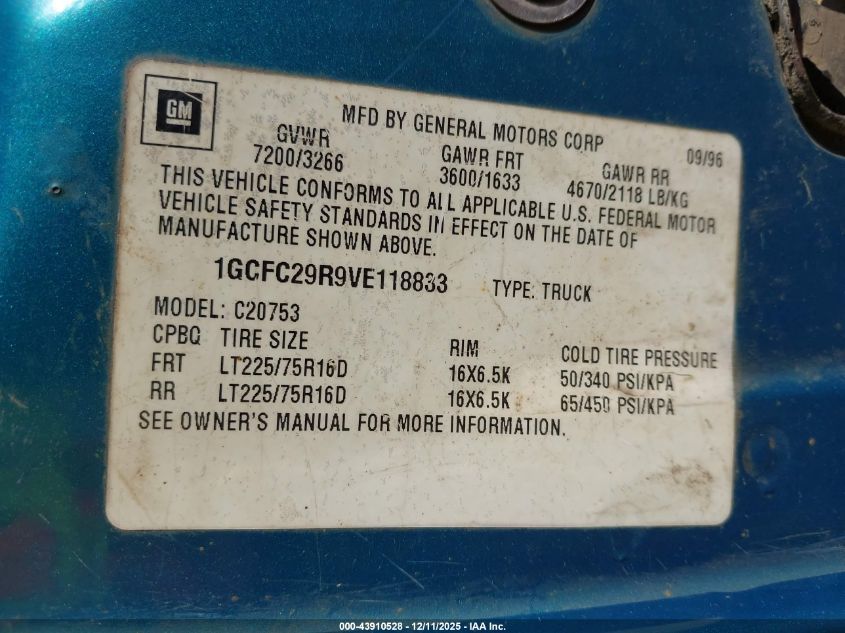 GM
MFD BY GENERAL MOTORS CORP 09/96
GVWR GAWR FRT GAWR RR
7200/3266 3600/1633 4670/2118 LB/KG
THIS VEHICLE CONFORMS TO ALL APPLICABLE U.S. FEDERAL MOTOR
VEHICLE SAFETY STANDARDS IN EFFECT ON THE DATE OF
MANUFACTURE SHOWN ABOVE.
1GCFC29R9VE118833 TYPE: TRUCK
MODEL: C20753
CPBQ TIRE SIZE RIM COLD TIRE PRESSURE
FRT LT225/75R16D 16X6.5K 50/340 PSI/KPA
RR LT225/75R16D 16X6.5K 65/450 PSI/KPA
SEE OWNER'S MANUAL FOR MORE INFORMATION.
000-43910528 - 12/11/2025 - IAA Inc.